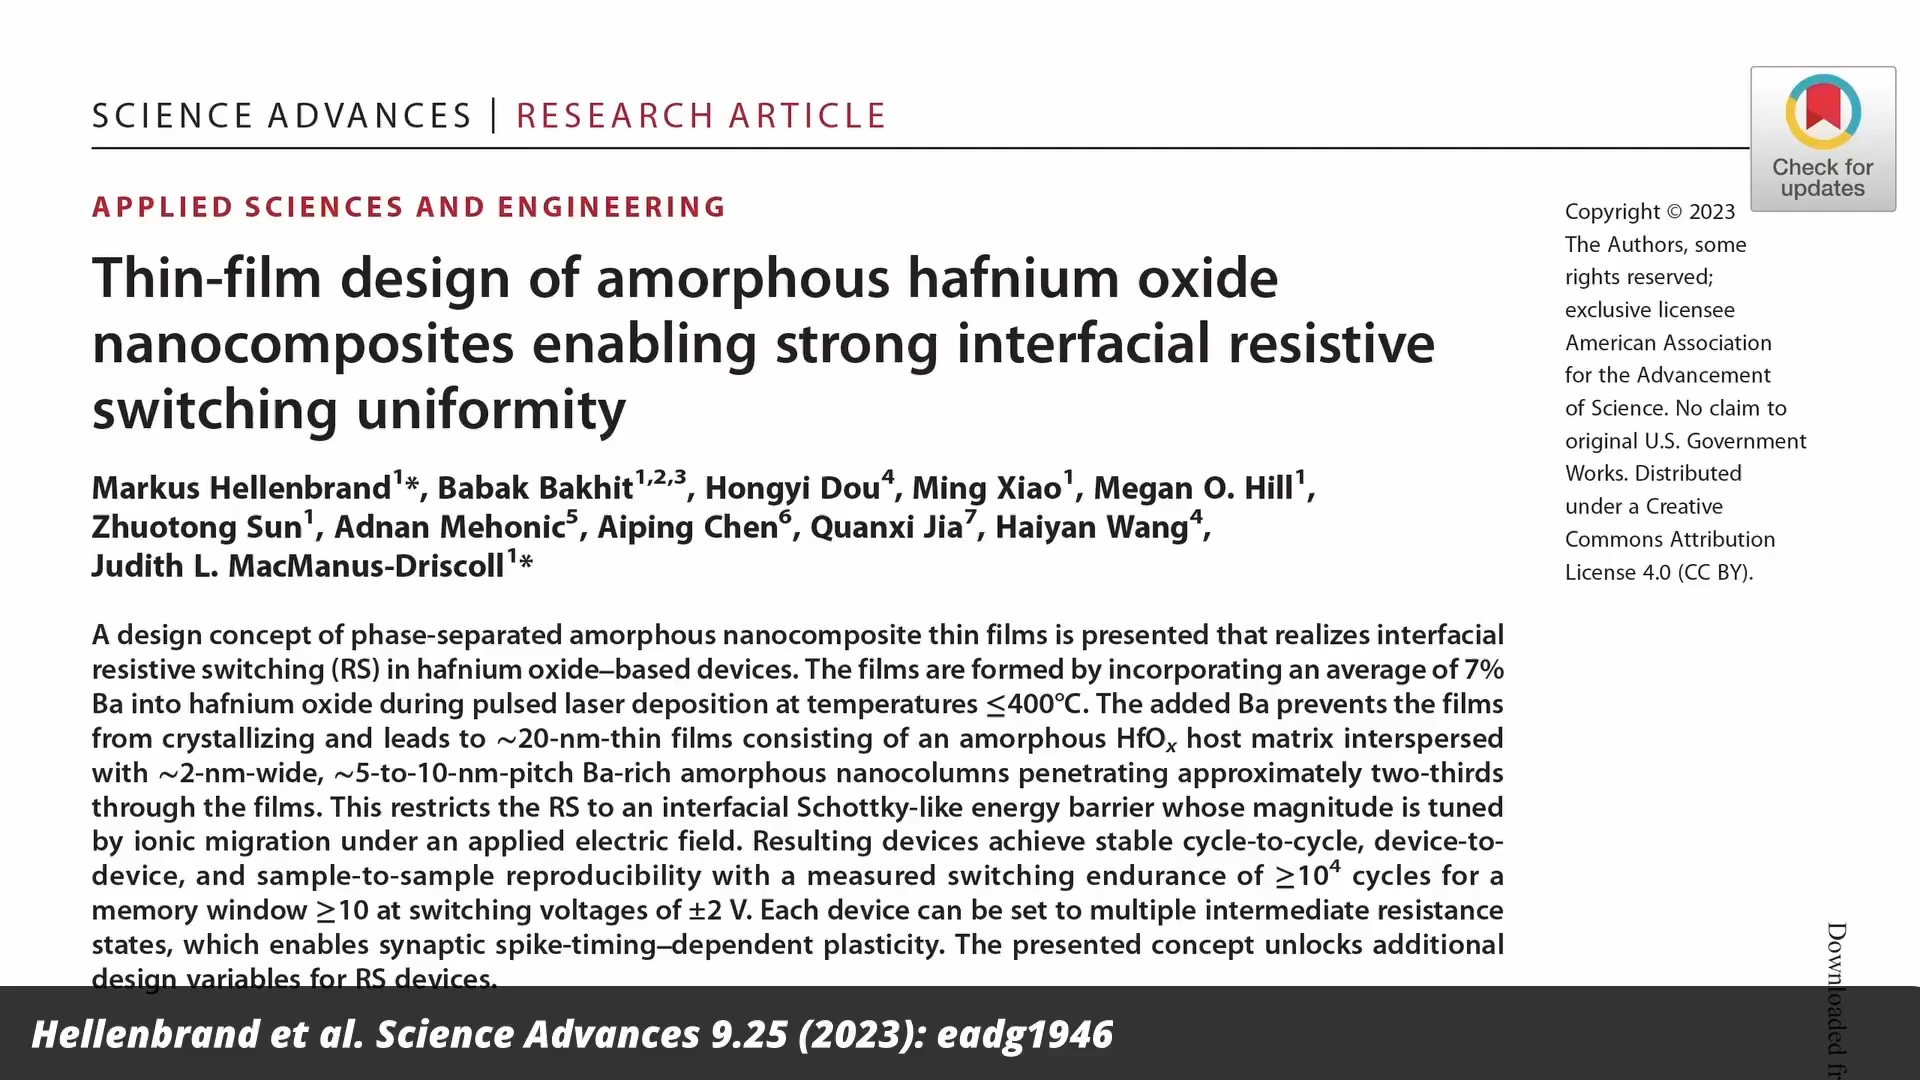 SCIENCE ADVANCES | RESEARCH ARTICLE
Check for
updates
APPLIED SCIENCES AND ENGINEERING
Thin-film design of amorphous hafnium oxide
nanocomposites enabling strong interfacial resistive
switching uniformity
Markus Hellenbrand¹*, Babak Bakhit¹,²,³, Hongyi Dou⁴, Ming Xiao¹, Megan O. Hill¹,
Zhuotong Sun¹, Adnan Mehonic⁵, Aiping Chen⁶, Quanxi Jia⁷, Haiyan Wang⁴,
Judith L. MacManus-Driscoll¹*
A design concept of phase-separated amorphous nanocomposite thin films is presented that realizes interfacial
resistive switching (RS) in hafnium oxide–based devices. The films are formed by incorporating an average of 7%
Ba into hafnium oxide during pulsed laser deposition at temperatures ≤400°C. The added Ba prevents the films
from crystallizing and leads to ~20-nm-thin films consisting of an amorphous HfOₓ host matrix interspersed
with ~2-nm-wide, ~5-to-10-nm-pitch Ba-rich amorphous nanocolumns penetrating approximately two-thirds
through the films. This restricts the RS to an interfacial Schottky-like energy barrier whose magnitude is tuned
by ionic migration under an applied electric field. Resulting devices achieve stable cycle-to-cycle, device-to-
device, and sample-to-sample reproducibility with a measured switching endurance of ≥10⁴ cycles for a
memory window ≥10 at switching voltages of ±2 V. Each device can be set to multiple intermediate resistance
states, which enables synaptic spike-timing–dependent plasticity. The presented concept unlocks additional
design variables for RS devices.
Copyright © 2023
The Authors, some
rights reserved;
exclusive licensee
American Association
for the Advancement
of Science. No claim to
original U.S. Government
Works. Distributed
under a Creative
Commons Attribution
License 4.0 (CC BY).
Downloaded fr
Hellenbrand et al. Science Advances 9.25 (2023): eadg1946